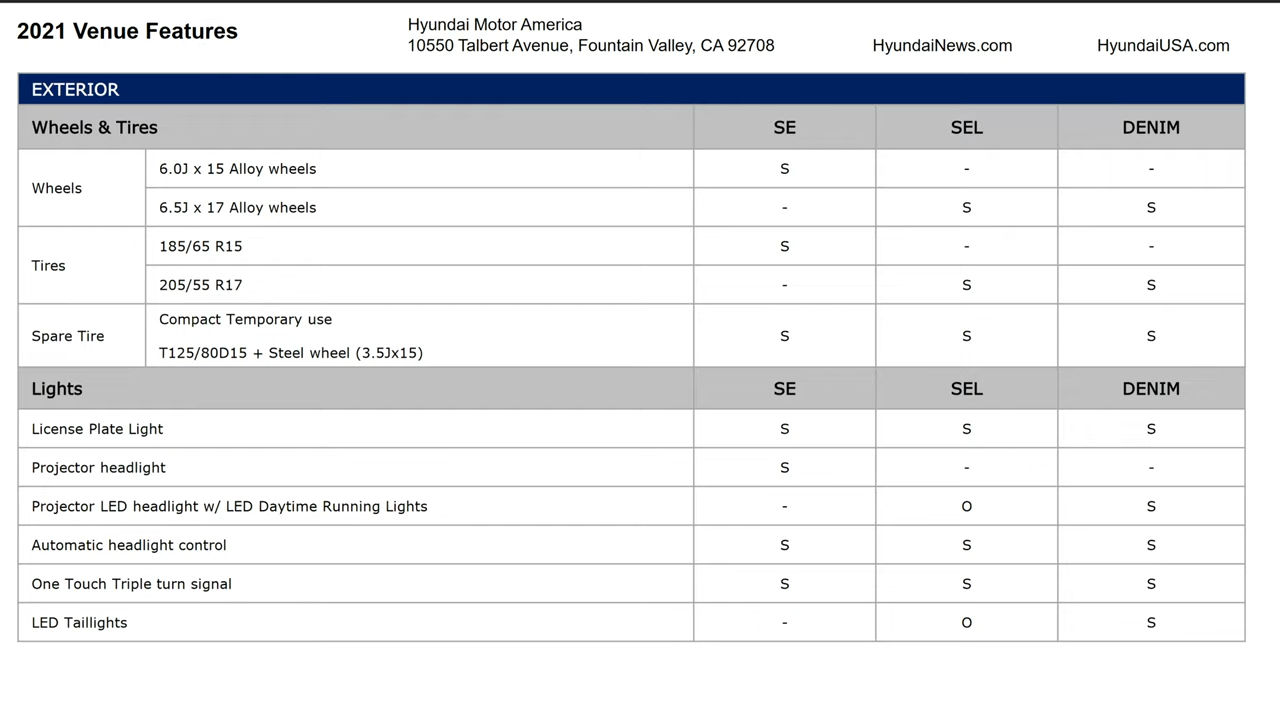 2021 Venue Features
Hyundai Motor America
10550 Talbert Avenue, Fountain Valley, CA 92708
HyundaiNews.com
HyundaiUSA.com
EXTERIOR
Wheels & Tires SE SEL DENIM
Wheels
6.0J x 15 Alloy wheels S - -
6.5J x 17 Alloy wheels - S S
Tires
185/65 R15 S - -
205/55 R17 - S S
Spare Tire
Compact Temporary use
T125/80D15 + Steel wheel (3.5Jx15)
S S S
Lights SE SEL DENIM
License Plate Light S S S
Projector headlight S - -
Projector LED headlight w/ LED Daytime Running Lights - O S
Automatic headlight control S S S
One Touch Triple turn signal S S S
LED Taillights - O S